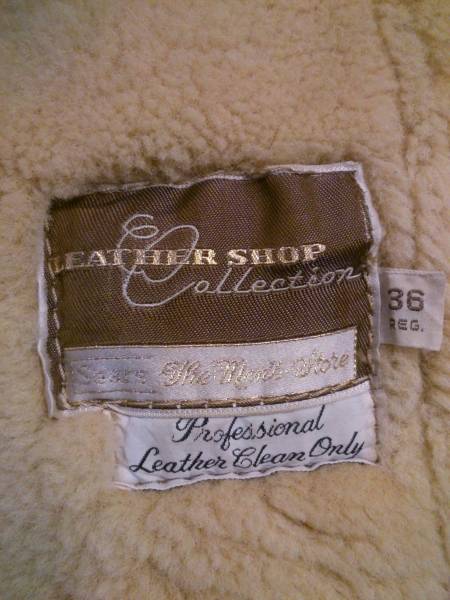 LEATHER SHOP
Collection
36
REG.
Sears The Men's Store
Professional
Leather Clean Only